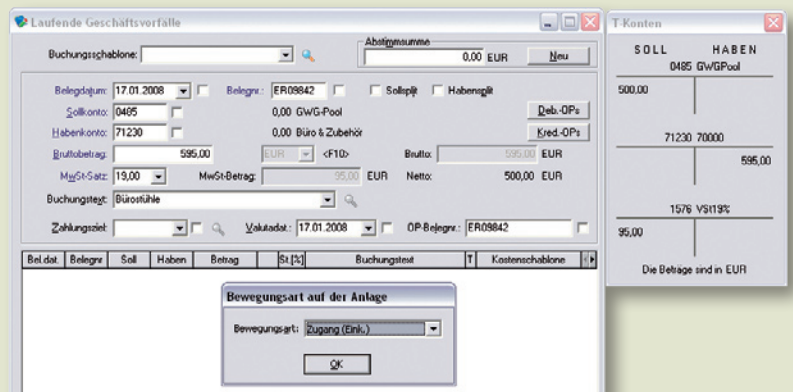 Laufende Geschäftsvorfälle
Buchungsschablone:
Abstimmsumme
0,00 EUR
Neu
Belegdatum: 17.01.2008
Belegnr.: ER09842
Sollsplit
Habensplit
Sollkonto: 0485
0,00 GWG-Pool
Deb.-OPs
Habenkonto: 71230
0,00 Büro & Zubehör
Kred.-OPs
Bruttobetrag: 595,00
EUR
<F10>
Brutto: 595,00 EUR
MwSt-Satz: 19,00
MwSt-Betrag: 95,00 EUR
Netto: 500,00 EUR
Buchungstext: Bürostühle
Zahlungsziel:
Valutadat.: 17.01.2008
OP-Belegnr.: ER09842
Bel.dat. Belegnr Soll Haben Betrag St.[%] Buchungstext T Kostenschablone
Bewegungsart auf der Anlage
Bewegungsart: Zugang (Eink.)
OK
T-Konten
SOLL HABEN
0485 GWGPool
500,00
71230 70000
595,00
1576 VSt19%
95,00
Die Beträge sind in EUR